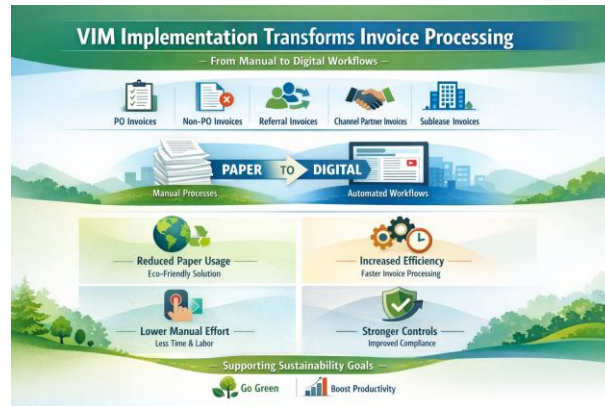 VIM Implementation Transforms Invoice Processing
— From Manual to Digital Workflows —
PO Invoices
Non-PO Invoices
Referral Invoices
Channel Partner Invoices
Sublease Invoices
PAPER TO DIGITAL
Manual Processes
Automated Workflows
Reduced Paper Usage
Eco-Friendly Solution
Increased Efficiency
Faster Invoice Processing
Lower Manual Effort
Less Time & Labor
Stronger Controls
Improved Compliance
— Supporting Sustainability Goals —
Go Green
Boost Productivity